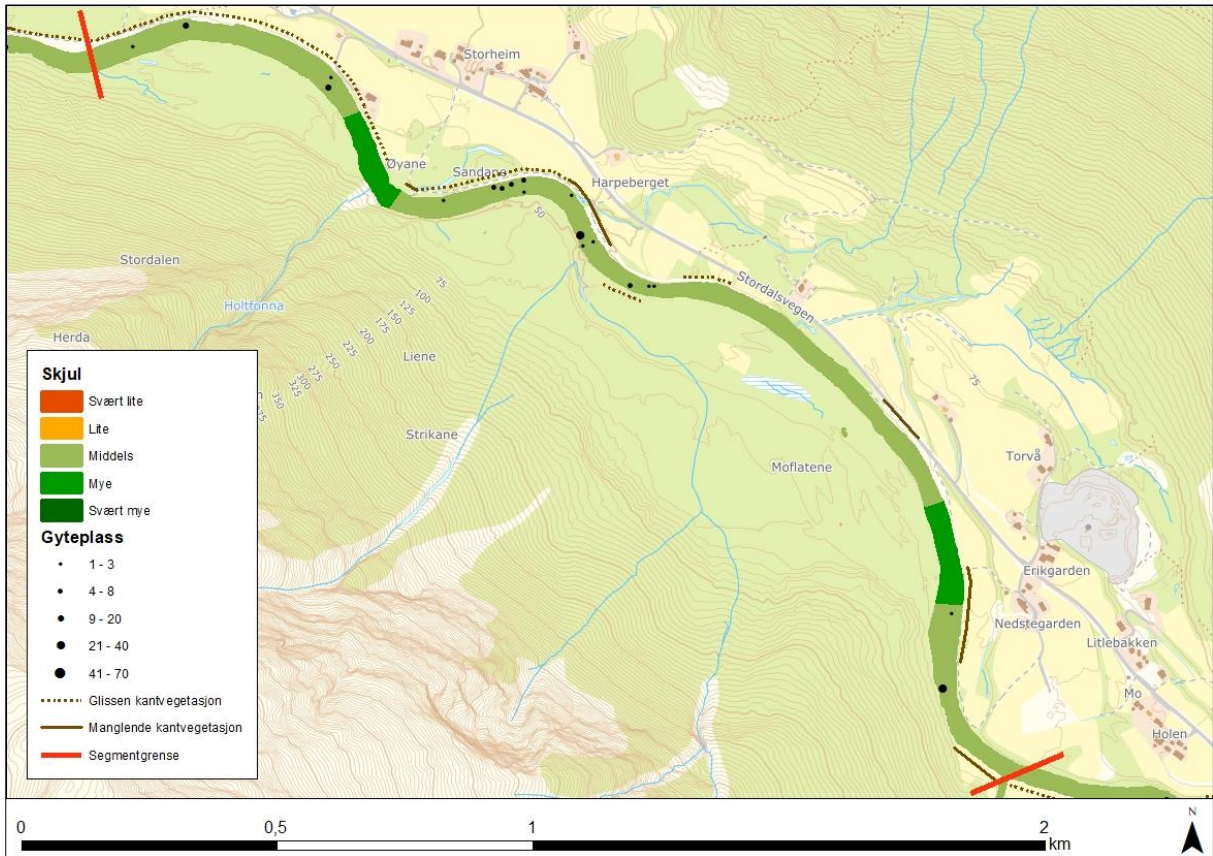 Storheim
Øyane
Sandane
Harpeberget
50
Stordalen
Stordalsvegen
Holtfonna
75
100
125
150
175
200
225
250
275
300
325
350
Herda
Liene
75
Strikane
Moflatene
Torvå
Erikgarden
Nedstegarden
Litlebakken
Mo
Holen
Skjul
Svært lite
Lite
Middels
Mye
Svært mye
Gyteplass
1 - 3
4 - 8
9 - 20
21 - 40
41 - 70
Glissen kantvegetasjon
Manglende kantvegetasjon
Segmentgrense
0 0,5 1 2
km
N